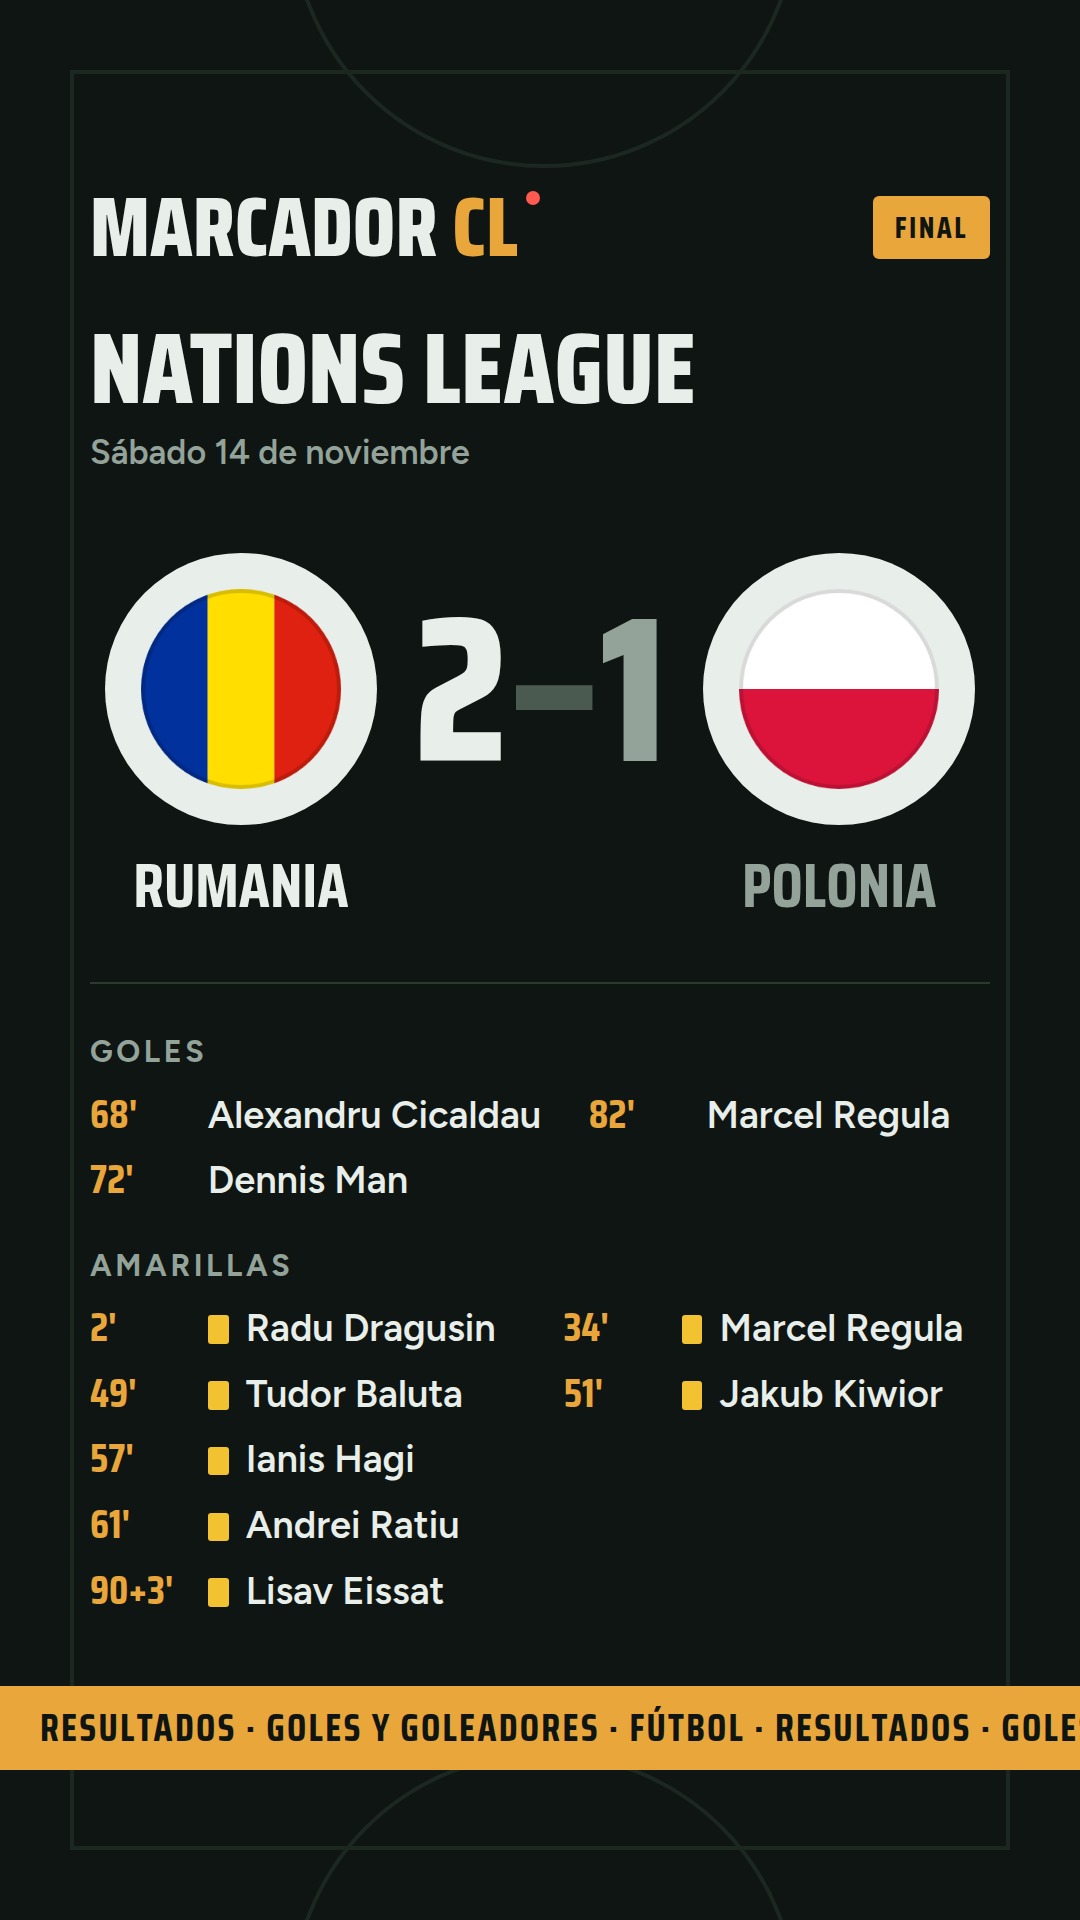 MARCADOR CL
FINAL
NATIONS LEAGUE
Sábado 14 de noviembre
2–1
RUMANIA
POLONIA
GOLES
68' Alexandru Cicaldau 82' Marcel Regula
72' Dennis Man
AMARILLAS
2' Radu Dragusin 34' Marcel Regula
49' Tudor Baluta 51' Jakub Kiwior
57' Ianis Hagi
61' Andrei Ratiu
90+3' Lisav Eissat
RESULTADOS · GOLES Y GOLEADORES · FÚTBOL · RESULTADOS · GOLES